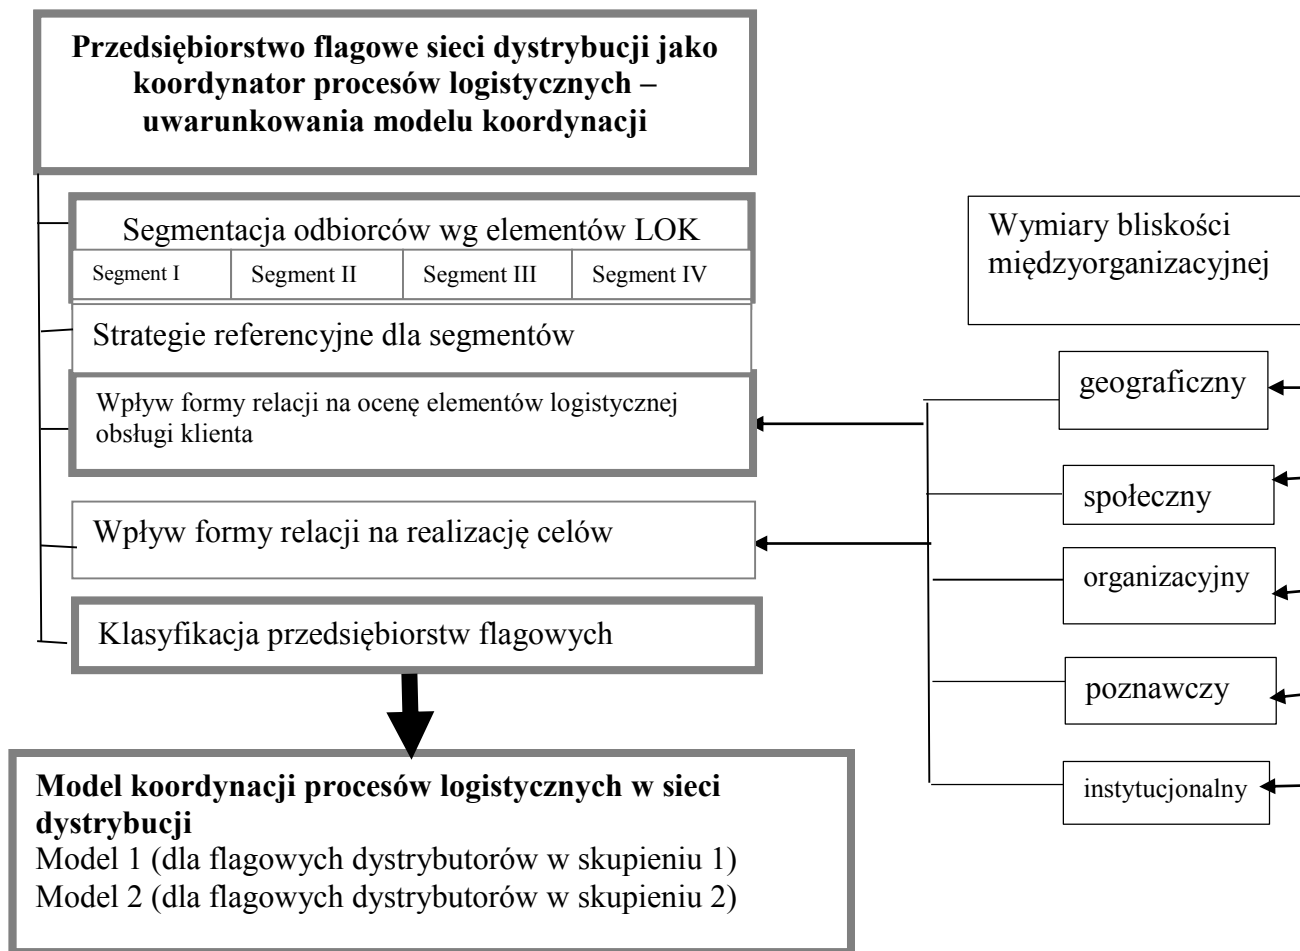 Przedsiębiorstwo flagowe sieci dystrybucji jako
koordynator procesów logistycznych –
uwarunkowania modelu koordynacji
Segmentacja odbiorców wg elementów LOK
Segment I
Segment II
Segment III
Segment IV
Strategie referencyjne dla segmentów
Wpływ formy relacji na ocenę elementów logistycznej
obsługi klienta
Wpływ formy relacji na realizację celów
Klasyfikacja przedsiębiorstw flagowych
Model koordynacji procesów logistycznych w sieci
dystrybucji
Model 1 (dla flagowych dystrybutorów w skupieniu 1)
Model 2 (dla flagowych dystrybutorów w skupieniu 2)
Wymiary bliskości
międzyorganizacyjnej
geograficzny
społeczny
organizacyjny
poznawczy
instytucjonalny